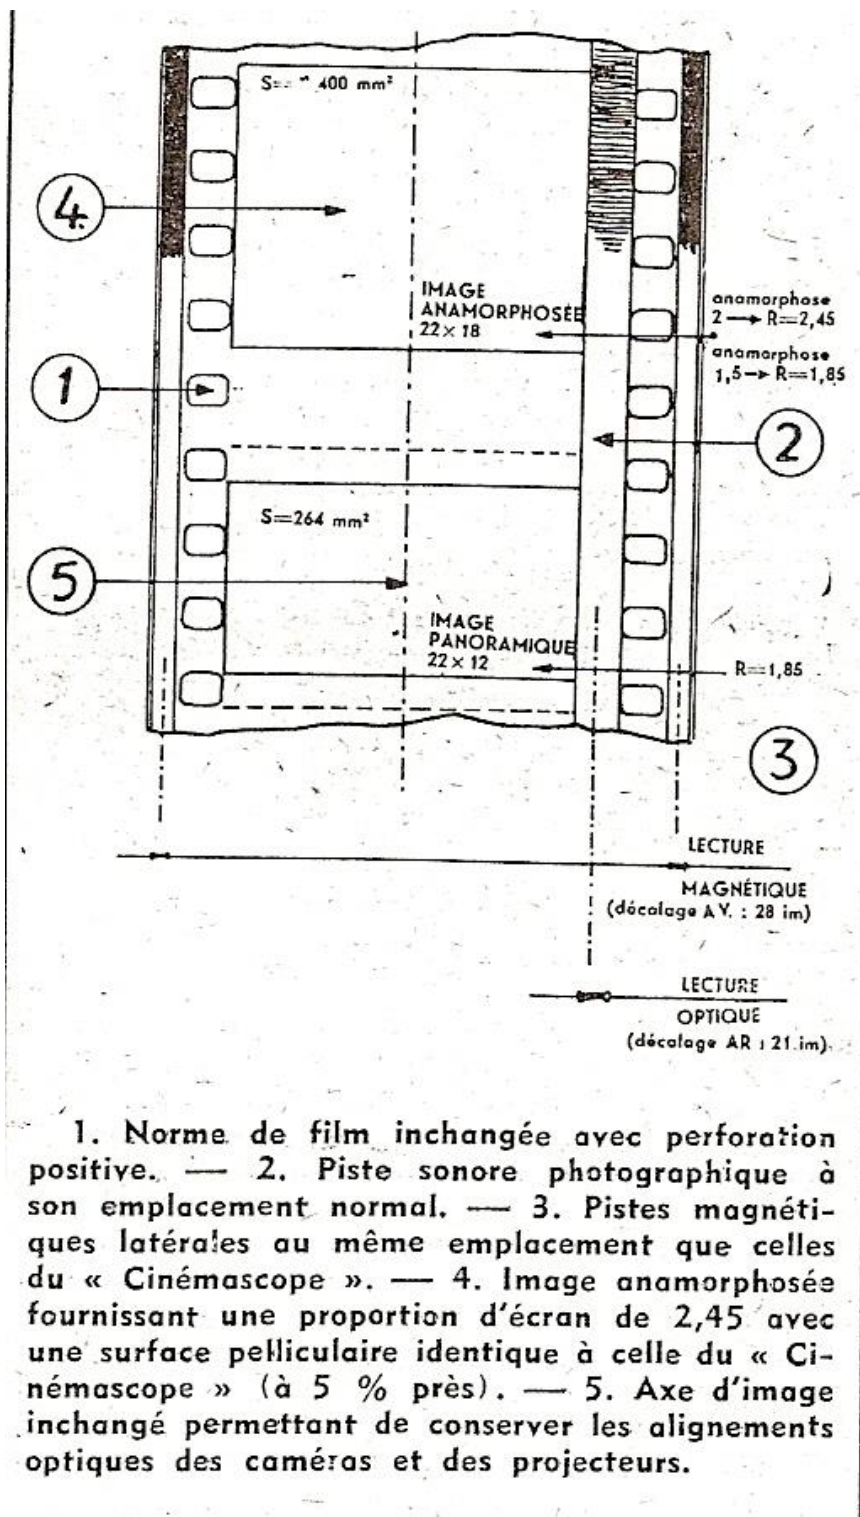 S= 400 mm²
4
IMAGE
ANAMORPHOSÉE
22×18
anamorphose
2→R=2,45
anamorphose
1,5→R=1,85
1
2
S=264 mm²
5
IMAGE
PANORAMIQUE
22×12
R=1,85
3
LECTURE
MAGNÉTIQUE
(décalage AV. : 28 im)
LECTURE
OPTIQUE
(décalage AR : 21 im).
1. Norme de film inchangée avec perforation
positive. — 2. Piste sonore photographique à
son emplacement normal. — 3. Pistes magnéti-
ques latérales au même emplacement que celles
du « Cinémascope ». — 4. Image anamorphosée
fournissant une proportion d'écran de 2,45 avec
une surface pelliculaire identique à celle du « Ci-
némascope » (à 5 % près). — 5. Axe d'image
inchangé permettant de conserver les alignements
optiques des caméras et des projecteurs.